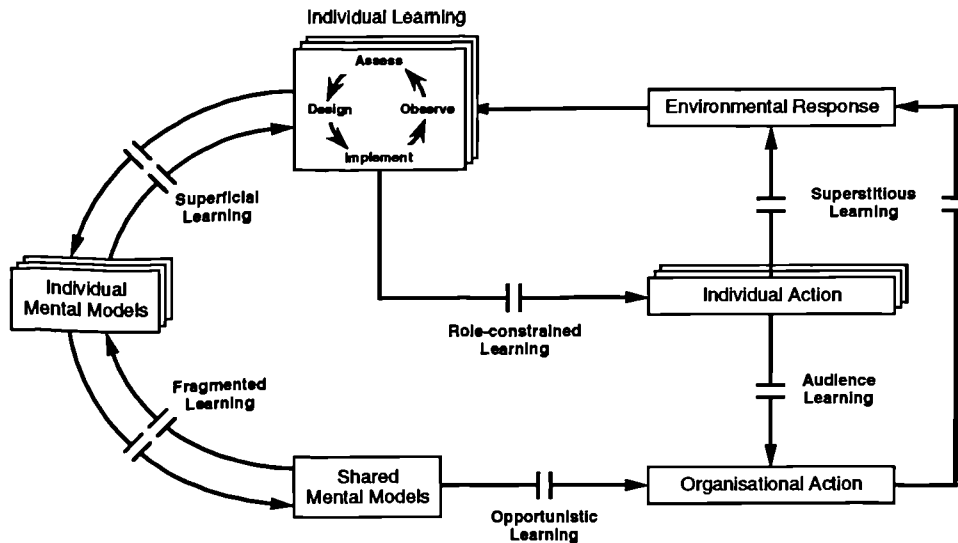 Individual Learning
Assess
Design
Observe
Implement
Environmental Response
Superficial
Learning
Superstitious
Learning
Individual
Mental Models
Individual Action
Role-constrained
Learning
Fragmented
Learning
Audience
Learning
Shared
Mental Models
Organisational Action
Opportunistic
Learning